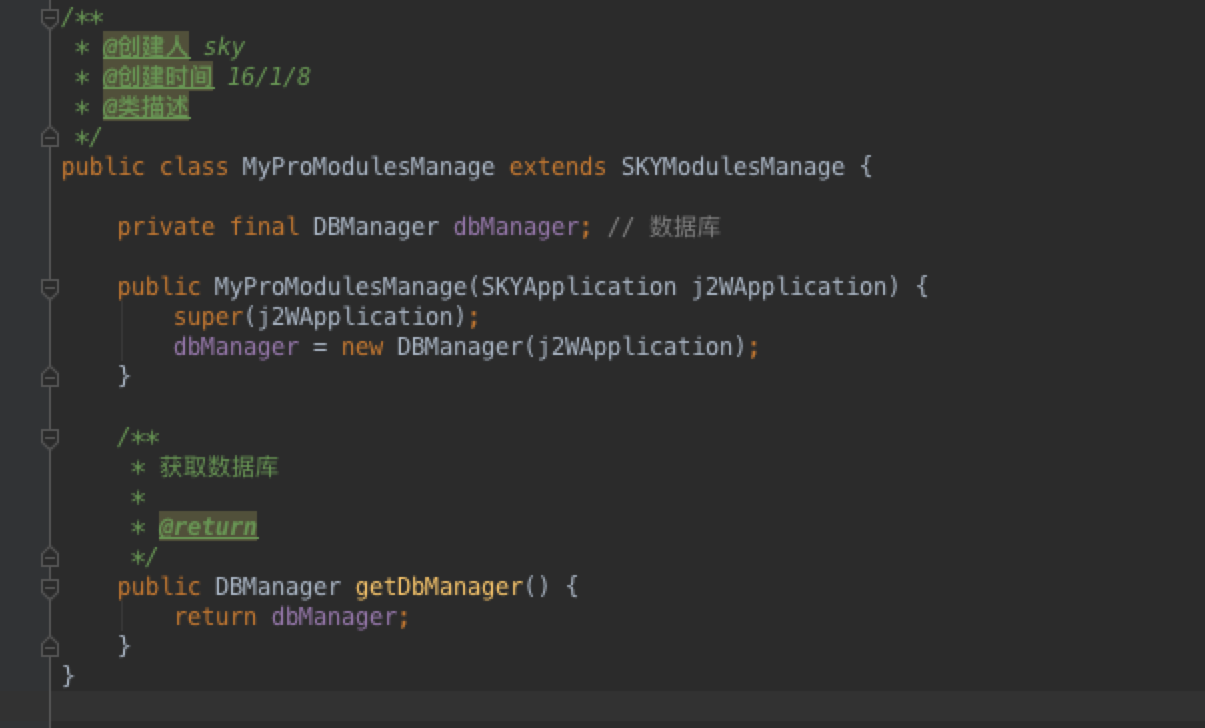 /**
 * @创建人 sky
 * @创建时间 16/1/8
 * @类描述
 */
public class MyProModulesManage extends SKYModulesManage {
    private final DBManager dbManager; // 数据库
    public MyProModulesManage(SKYApplication j2WApplication) {
        super(j2WApplication);
        dbManager = new DBManager(j2WApplication);
    }
    /**
     * 获取数据库
     *
     * @return
     */
    public DBManager getDbManager() {
        return dbManager;
    }
}